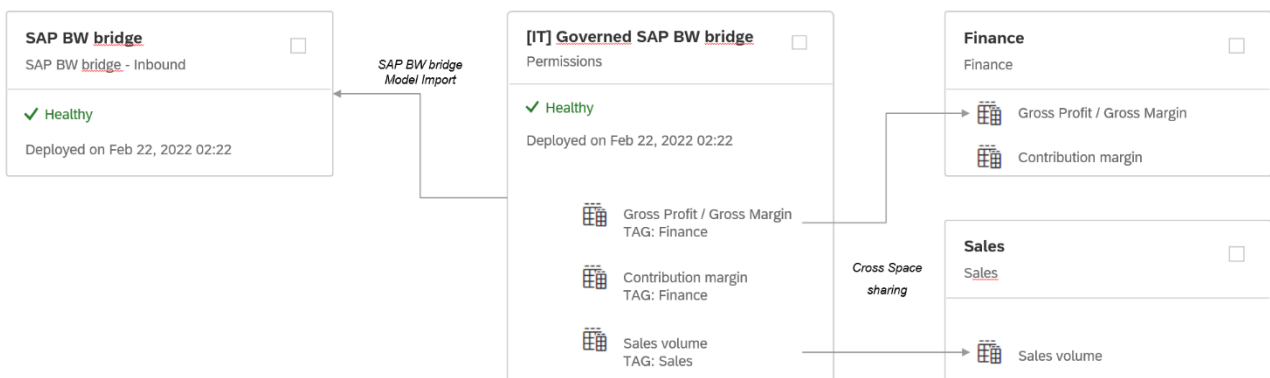 SAP BW bridge
SAP BW bridge - Inbound
Healthy
Deployed on Feb 22, 2022 02:22
SAP BW bridge
Model Import
[IT] Governed SAP BW bridge
Permissions
Healthy
Deployed on Feb 22, 2022 02:22
Gross Profit / Gross Margin
TAG: Finance
Contribution margin
TAG: Finance
Sales volume
TAG: Sales
Cross Space
sharing
Finance
Finance
Gross Profit / Gross Margin
Contribution margin
Sales
Sales
Sales volume